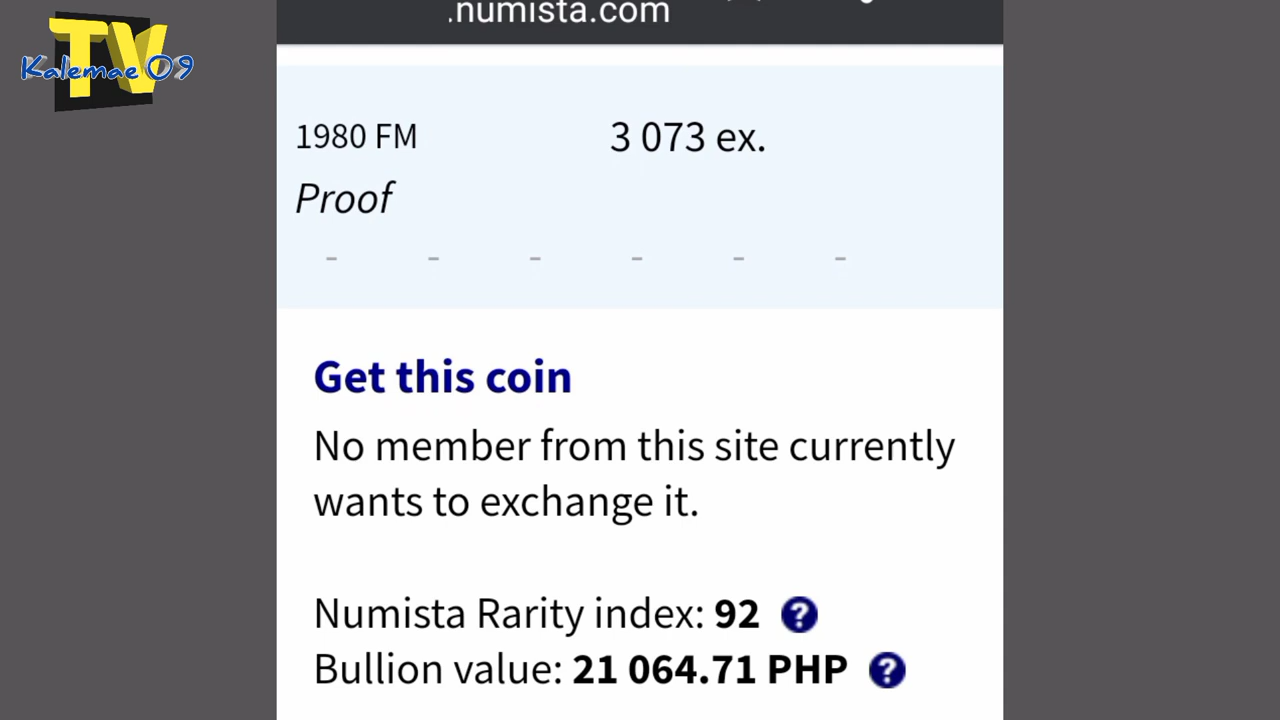 TV
Kalemae 09
.numista.com
1980 FM
3 073 ex.
Proof
- - - - - -
Get this coin
No member from this site currently
wants to exchange it.
Numista Rarity index: 92 ?
Bullion value: 21 064.71 PHP ?